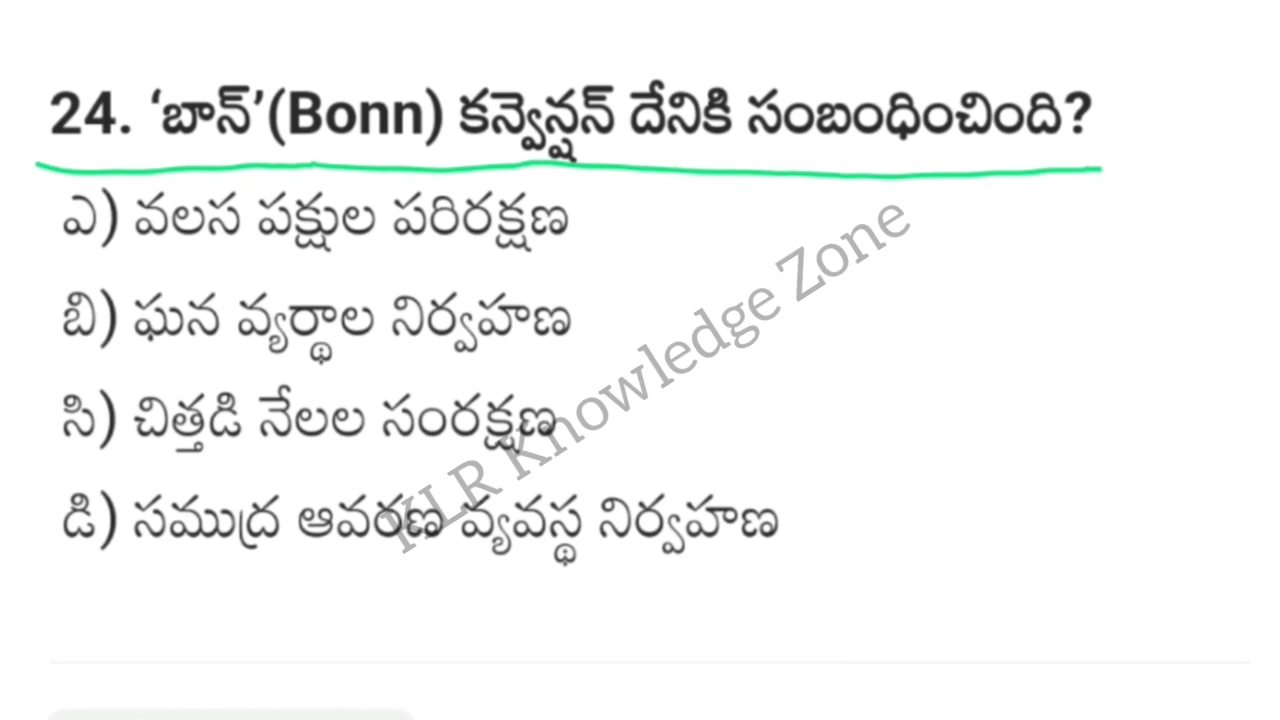 24. ‘బాన్’(Bonn) కన్వెన్షన్ దేనికి సంబంధించింది?
ఎ) వలస పక్షుల పరిరక్షణ
బి) ఘన వ్యర్థాల నిర్వహణ
సి) చిత్తడి నేలల సంరక్షణ
డి) సముద్ర ఆవరణ వ్యవస్థ నిర్వహణ
KLR Knowledge Zone